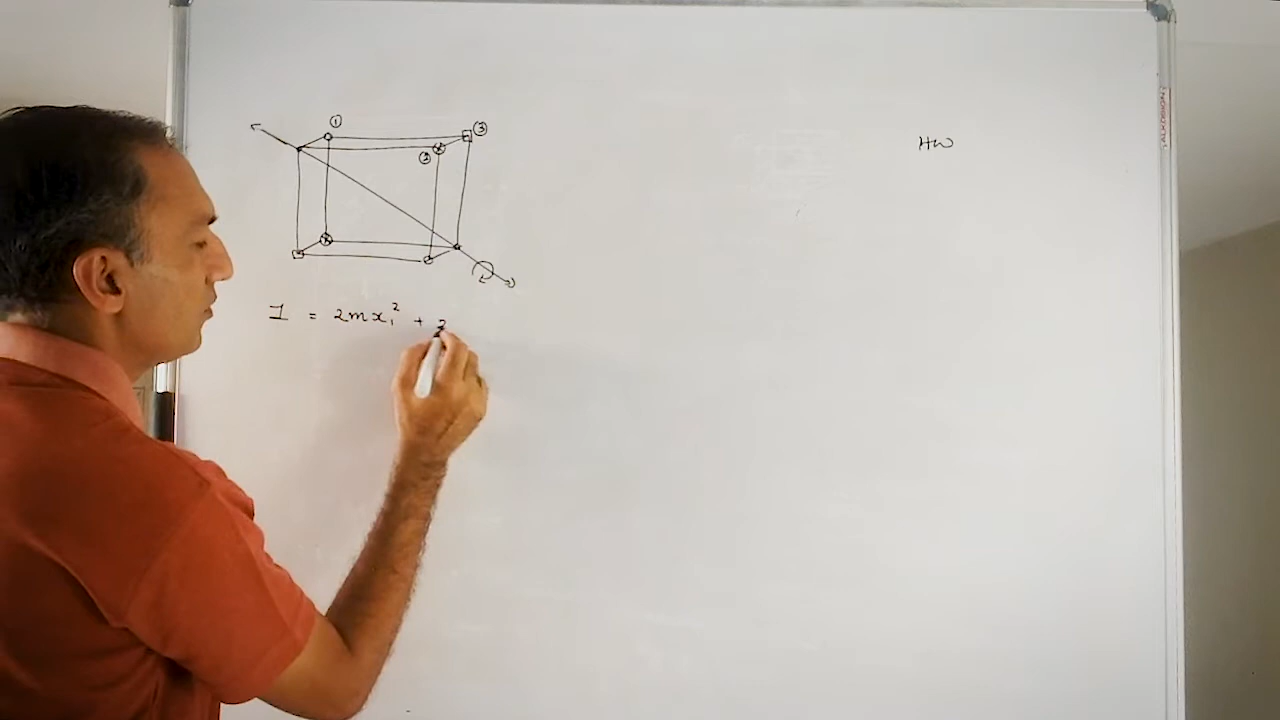 ① ③
②
HW
I = 2mx₁² + 2